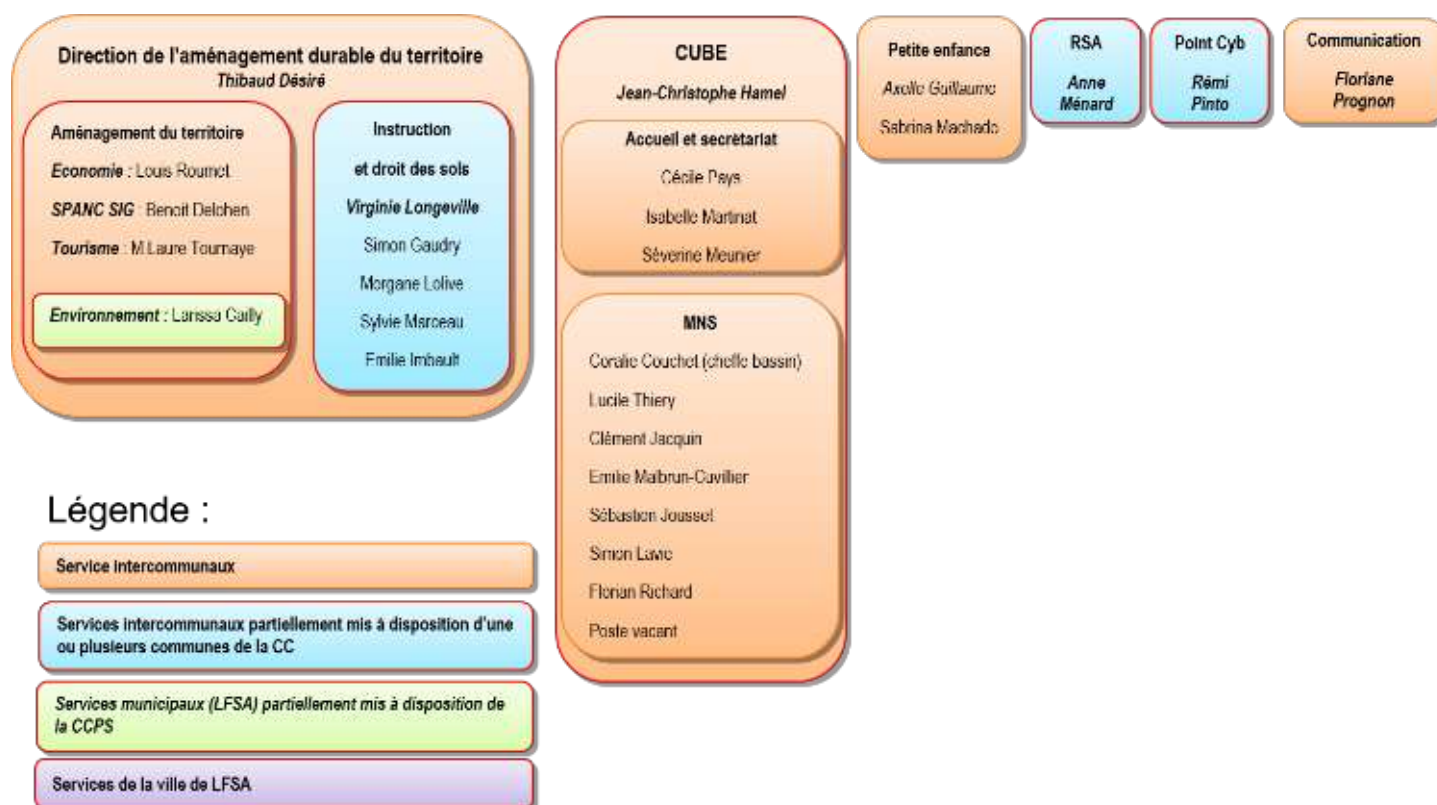 Direction de l'aménagement durable du territoire
Thibaud Désiré
Aménagement du territoire
Economie : Louis Roumet
SPANC SIG : Benoit Delohen
Tourisme : M.Laure Tournaye
Environnement : Larissa Cailly
Instruction
et droit des sols
Virginie Longeville
Simon Gaudry
Morgane Lolive
Sylvie Marceau
Emilie Imbault
CUBE
Jean-Christophe Hamel
Accueil et secrétariat
Cécile Pays
Isabelle Martinat
Séverine Meunier
MNS
Coralie Couchet (cheffe bassin)
Lucile Thiery
Clément Jacquin
Emilie Malbrun-Cuvillier
Sébastien Jousset
Simon Lavie
Florian Richard
Poste vacant
Petite enfance
Axelle Guillaume
Sabrina Machado
RSA
Anne
Ménard
Point Cyb
Rémi
Pinto
Communication
Floriane
Prognon
Légende :
Service intercommunaux
Services intercommunaux partiellement mis à disposition d'une
ou plusieurs communes de la CC
Services municipaux (LFSA) partiellement mis à disposition de
la CCPS
Services de la ville de LFSA